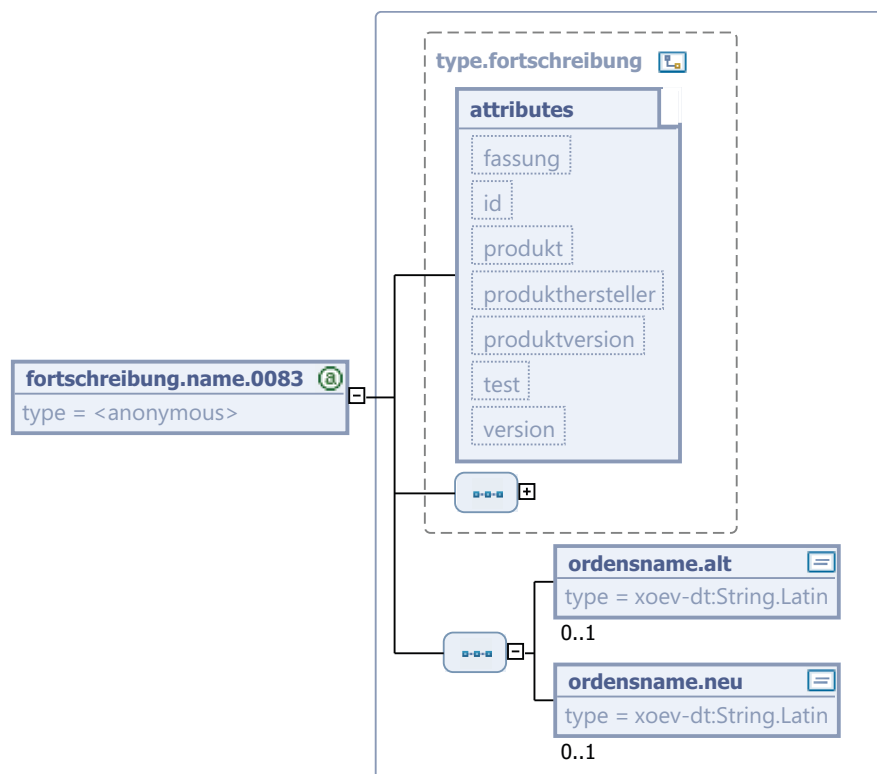 type.fortschreibung
attributes
fassung
id
produkt
produkthersteller
produktversion
test
version
fortschreibung.name.0083 @
type = <anonymous>
ordensname.alt
type = xoev-dt:String.Latin
0..1
ordensname.neu
type = xoev-dt:String.Latin
0..1